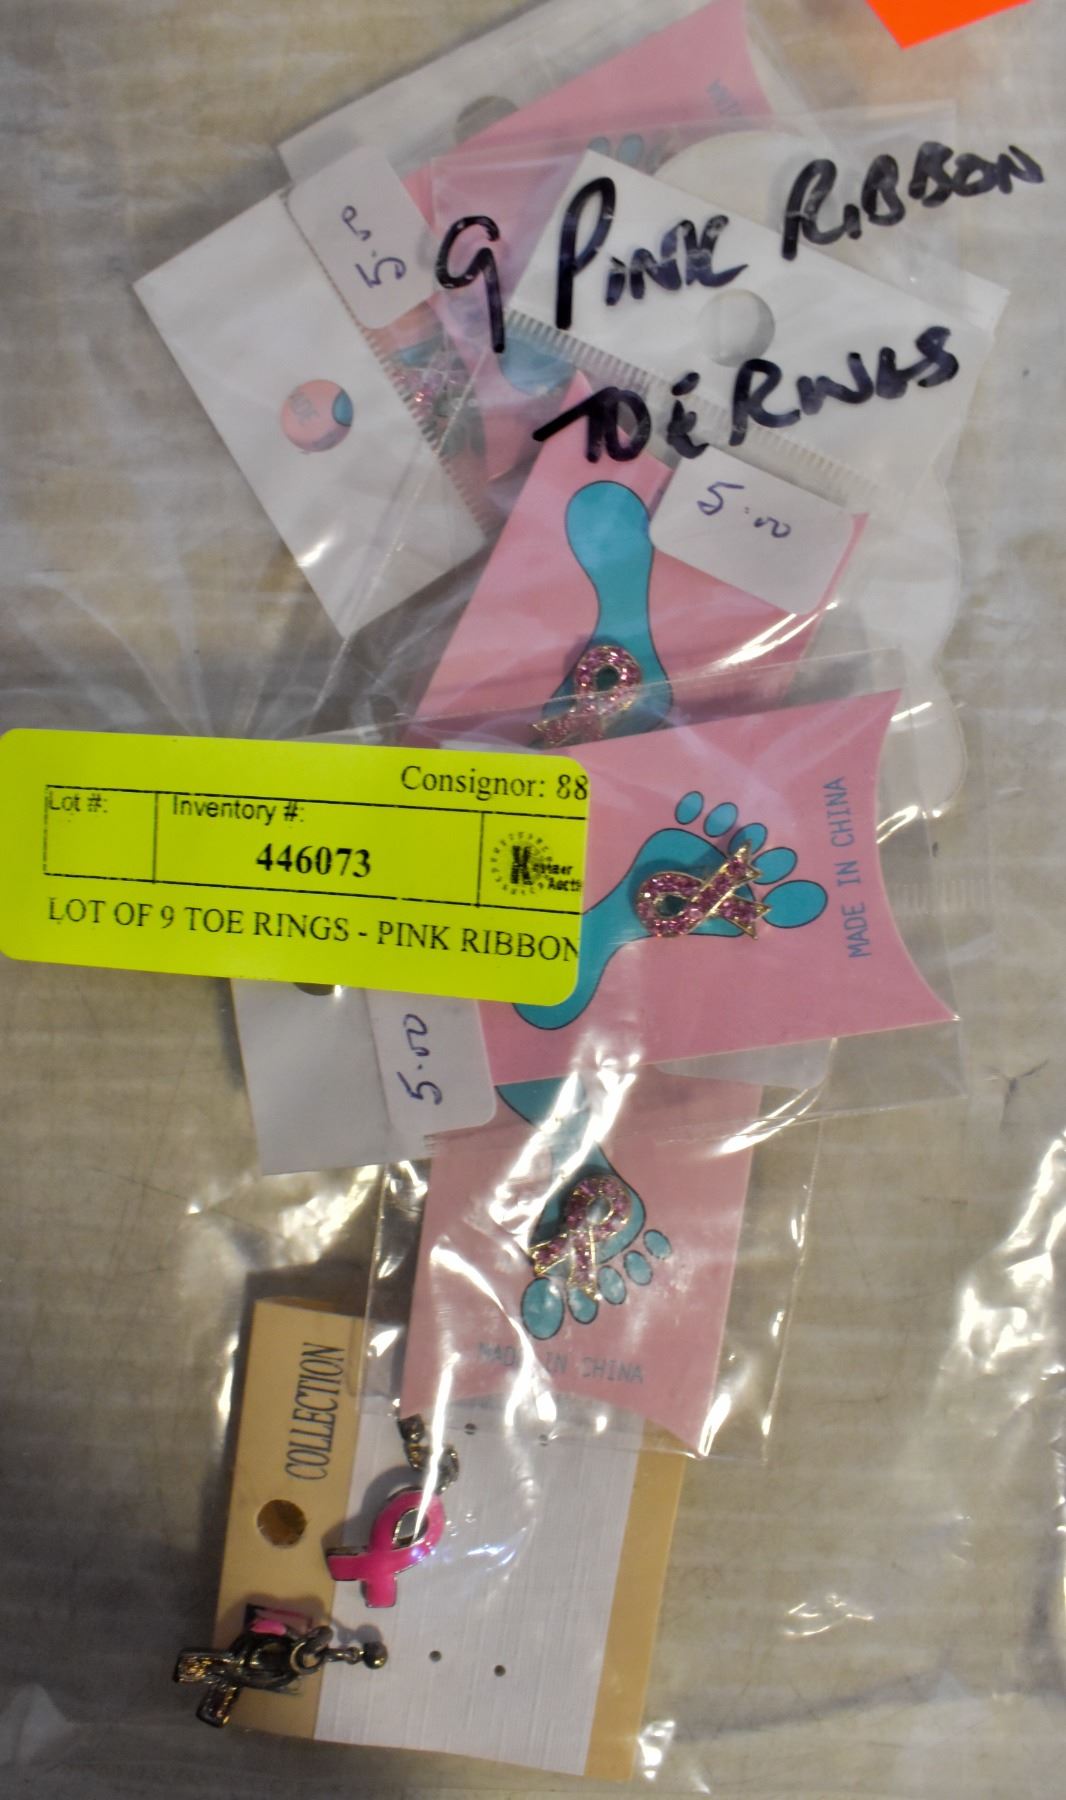 9 PINK RIBBON
TOE RINGS
5.00
5.00
Consignor: 88
Lot #:
Inventory #:
446073
LOT OF 9 TOE RINGS - PINK RIBBON
MADE IN CHINA
5.00
MADE IN CHINA
COLLECTION